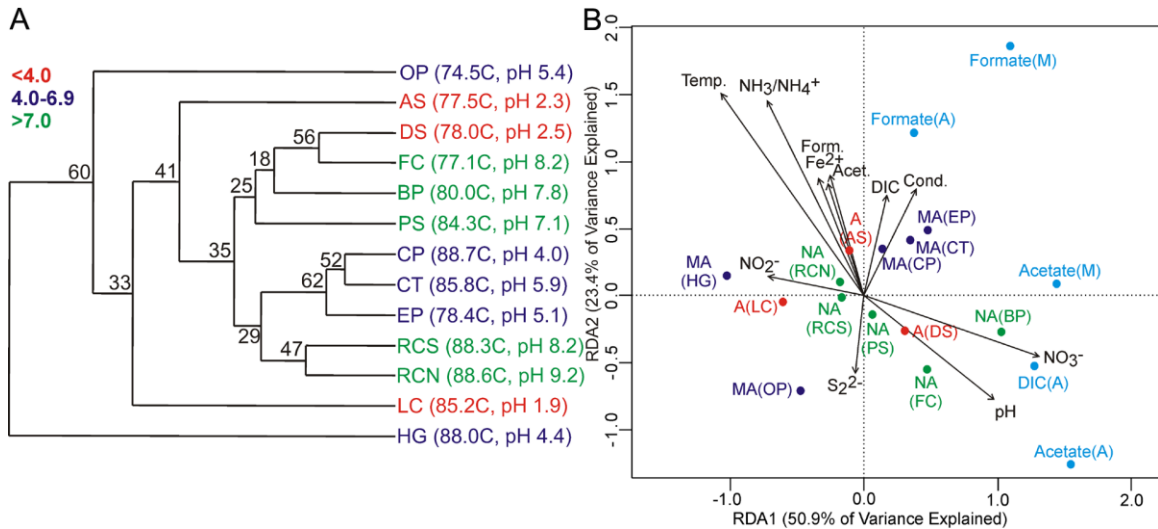 A
<4.0
4.0-6.9
>7.0
OP (74.5C, pH 5.4)
AS (77.5C, pH 2.3)
DS (78.0C, pH 2.5)
FC (77.1C, pH 8.2)
BP (80.0C, pH 7.8)
PS (84.3C, pH 7.1)
CP (88.7C, pH 4.0)
CT (85.8C, pH 5.9)
EP (78.4C, pH 5.1)
RCS (88.3C, pH 8.2)
RCN (88.6C, pH 9.2)
LC (85.2C, pH 1.9)
HG (88.0C, pH 4.4)
60
41
56
18
25
35
52
62
33
29
47
B
RDA2 (23.4% of Variance Explained)
2.0
1.5
1.0
0.5
0.0
-0.5
-1.0
Formate(M)
Temp.
NH3/NH4+
Formate(A)
Form.
Fe2+
Acet.
DIC
Cond.
A
(AS)
MA(EP)
MA(CT)
MA(CP)
MA
(HG)
NO2-
NA
(RCN)
Acetate(M)
A(LC)
NA
(RCS)
NA
(PS)
A(DS)
NA(BP)
NO3-
DIC(A)
MA(OP)
S22-
NA
(FC)
pH
Acetate(A)
-1.0
0.0
1.0
2.0
RDA1 (50.9% of Variance Explained)